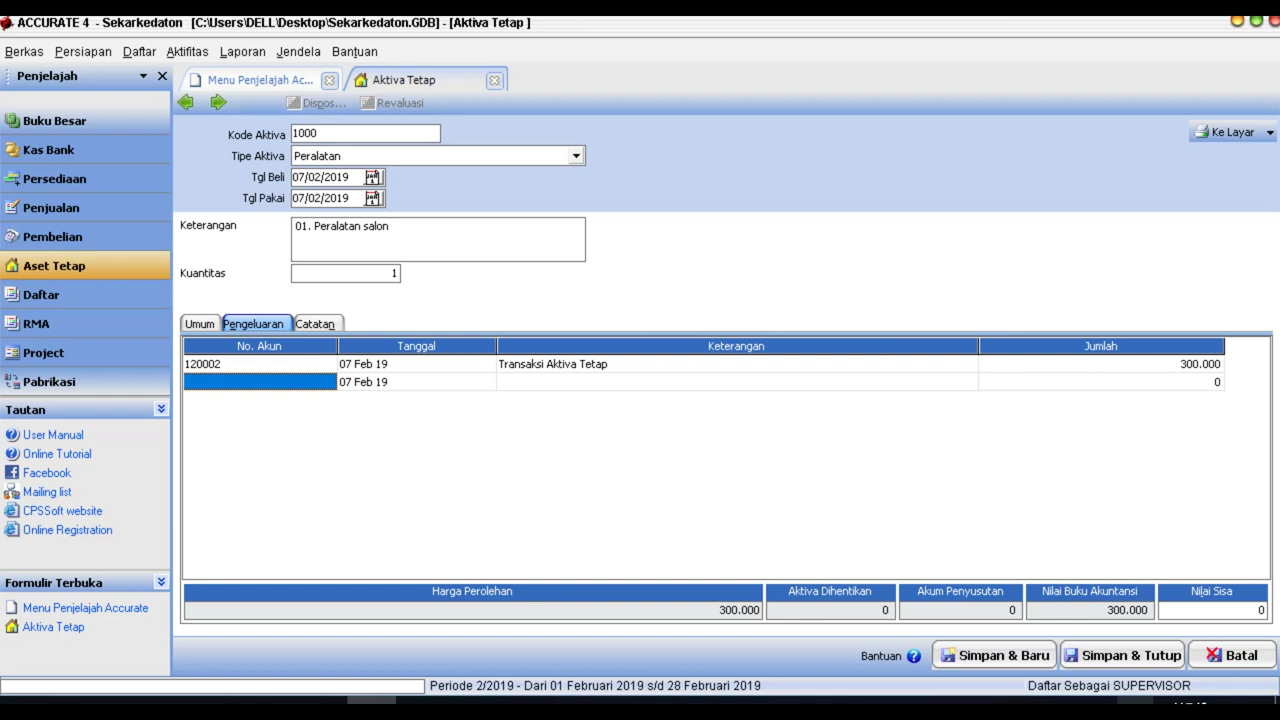 ACCURATE 4 - Sekarkedaton [C:\Users\DELL\Desktop\Sekarkedaton.GDB] - [Aktiva Tetap ]
Berkas Persiapan Daftar Aktifitas Laporan Jendela Bantuan
Penjelajah
Menu Penjelajah Ac...
Aktiva Tetap
Dispos...
Revaluasi
Buku Besar
Kas Bank
Persediaan
Penjualan
Pembelian
Aset Tetap
Daftar
RMA
Project
Pabrikasi
Tautan
User Manual
Online Tutorial
Facebook
Mailing list
CPSSoft website
Online Registration
Formulir Terbuka
Menu Penjelajah Accurate
Aktiva Tetap
Kode Aktiva 1000
Ke Layar
Tipe Aktiva Peralatan
Tgl Beli 07/02/2019
Tgl Pakai 07/02/2019
Keterangan 01. Peralatan salon
Kuantitas 1
Umum Pengeluaran Catatan
No. Akun Tanggal Keterangan Jumlah
120002 07 Feb 19 Transaksi Aktiva Tetap 300.000
07 Feb 19 0
Harga Perolehan Aktiva Dihentikan Akum Penyusutan Nilai Buku Akuntansi Nilai Sisa
300.000 0 0 300.000 0
Bantuan Simpan & Baru Simpan & Tutup Batal
Periode 2/2019 - Dari 01 Februari 2019 s/d 28 Februari 2019 Daftar Sebagai SUPERVISOR